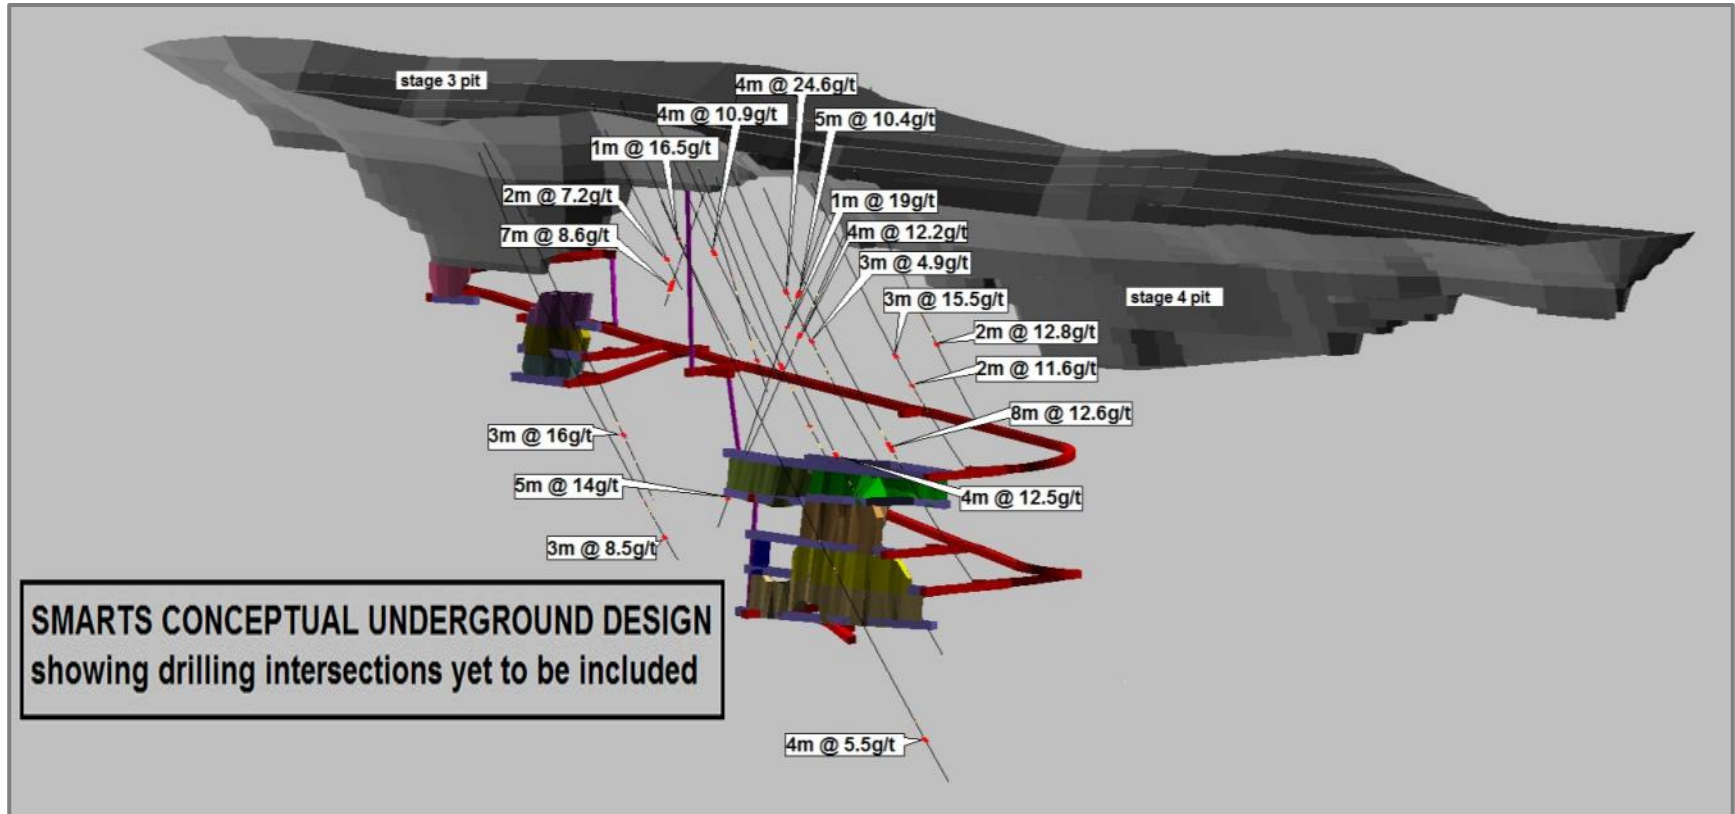 stage 3 pit
4m @ 24.6g/t
4m @ 10.9g/t
5m @ 10.4g/t
1m @ 16.5g/t
2m @ 7.2g/t
1m @ 19g/t
7m @ 8.6g/t
4m @ 12.2g/t
3m @ 4.9g/t
3m @ 15.5g/t
stage 4 pit
2m @ 12.8g/t
2m @ 11.6g/t
8m @ 12.6g/t
3m @ 16g/t
5m @ 14g/t
4m @ 12.5g/t
3m @ 8.5g/t
SMARTS CONCEPTUAL UNDERGROUND DESIGN
showing drilling intersections yet to be included
4m @ 5.5g/t